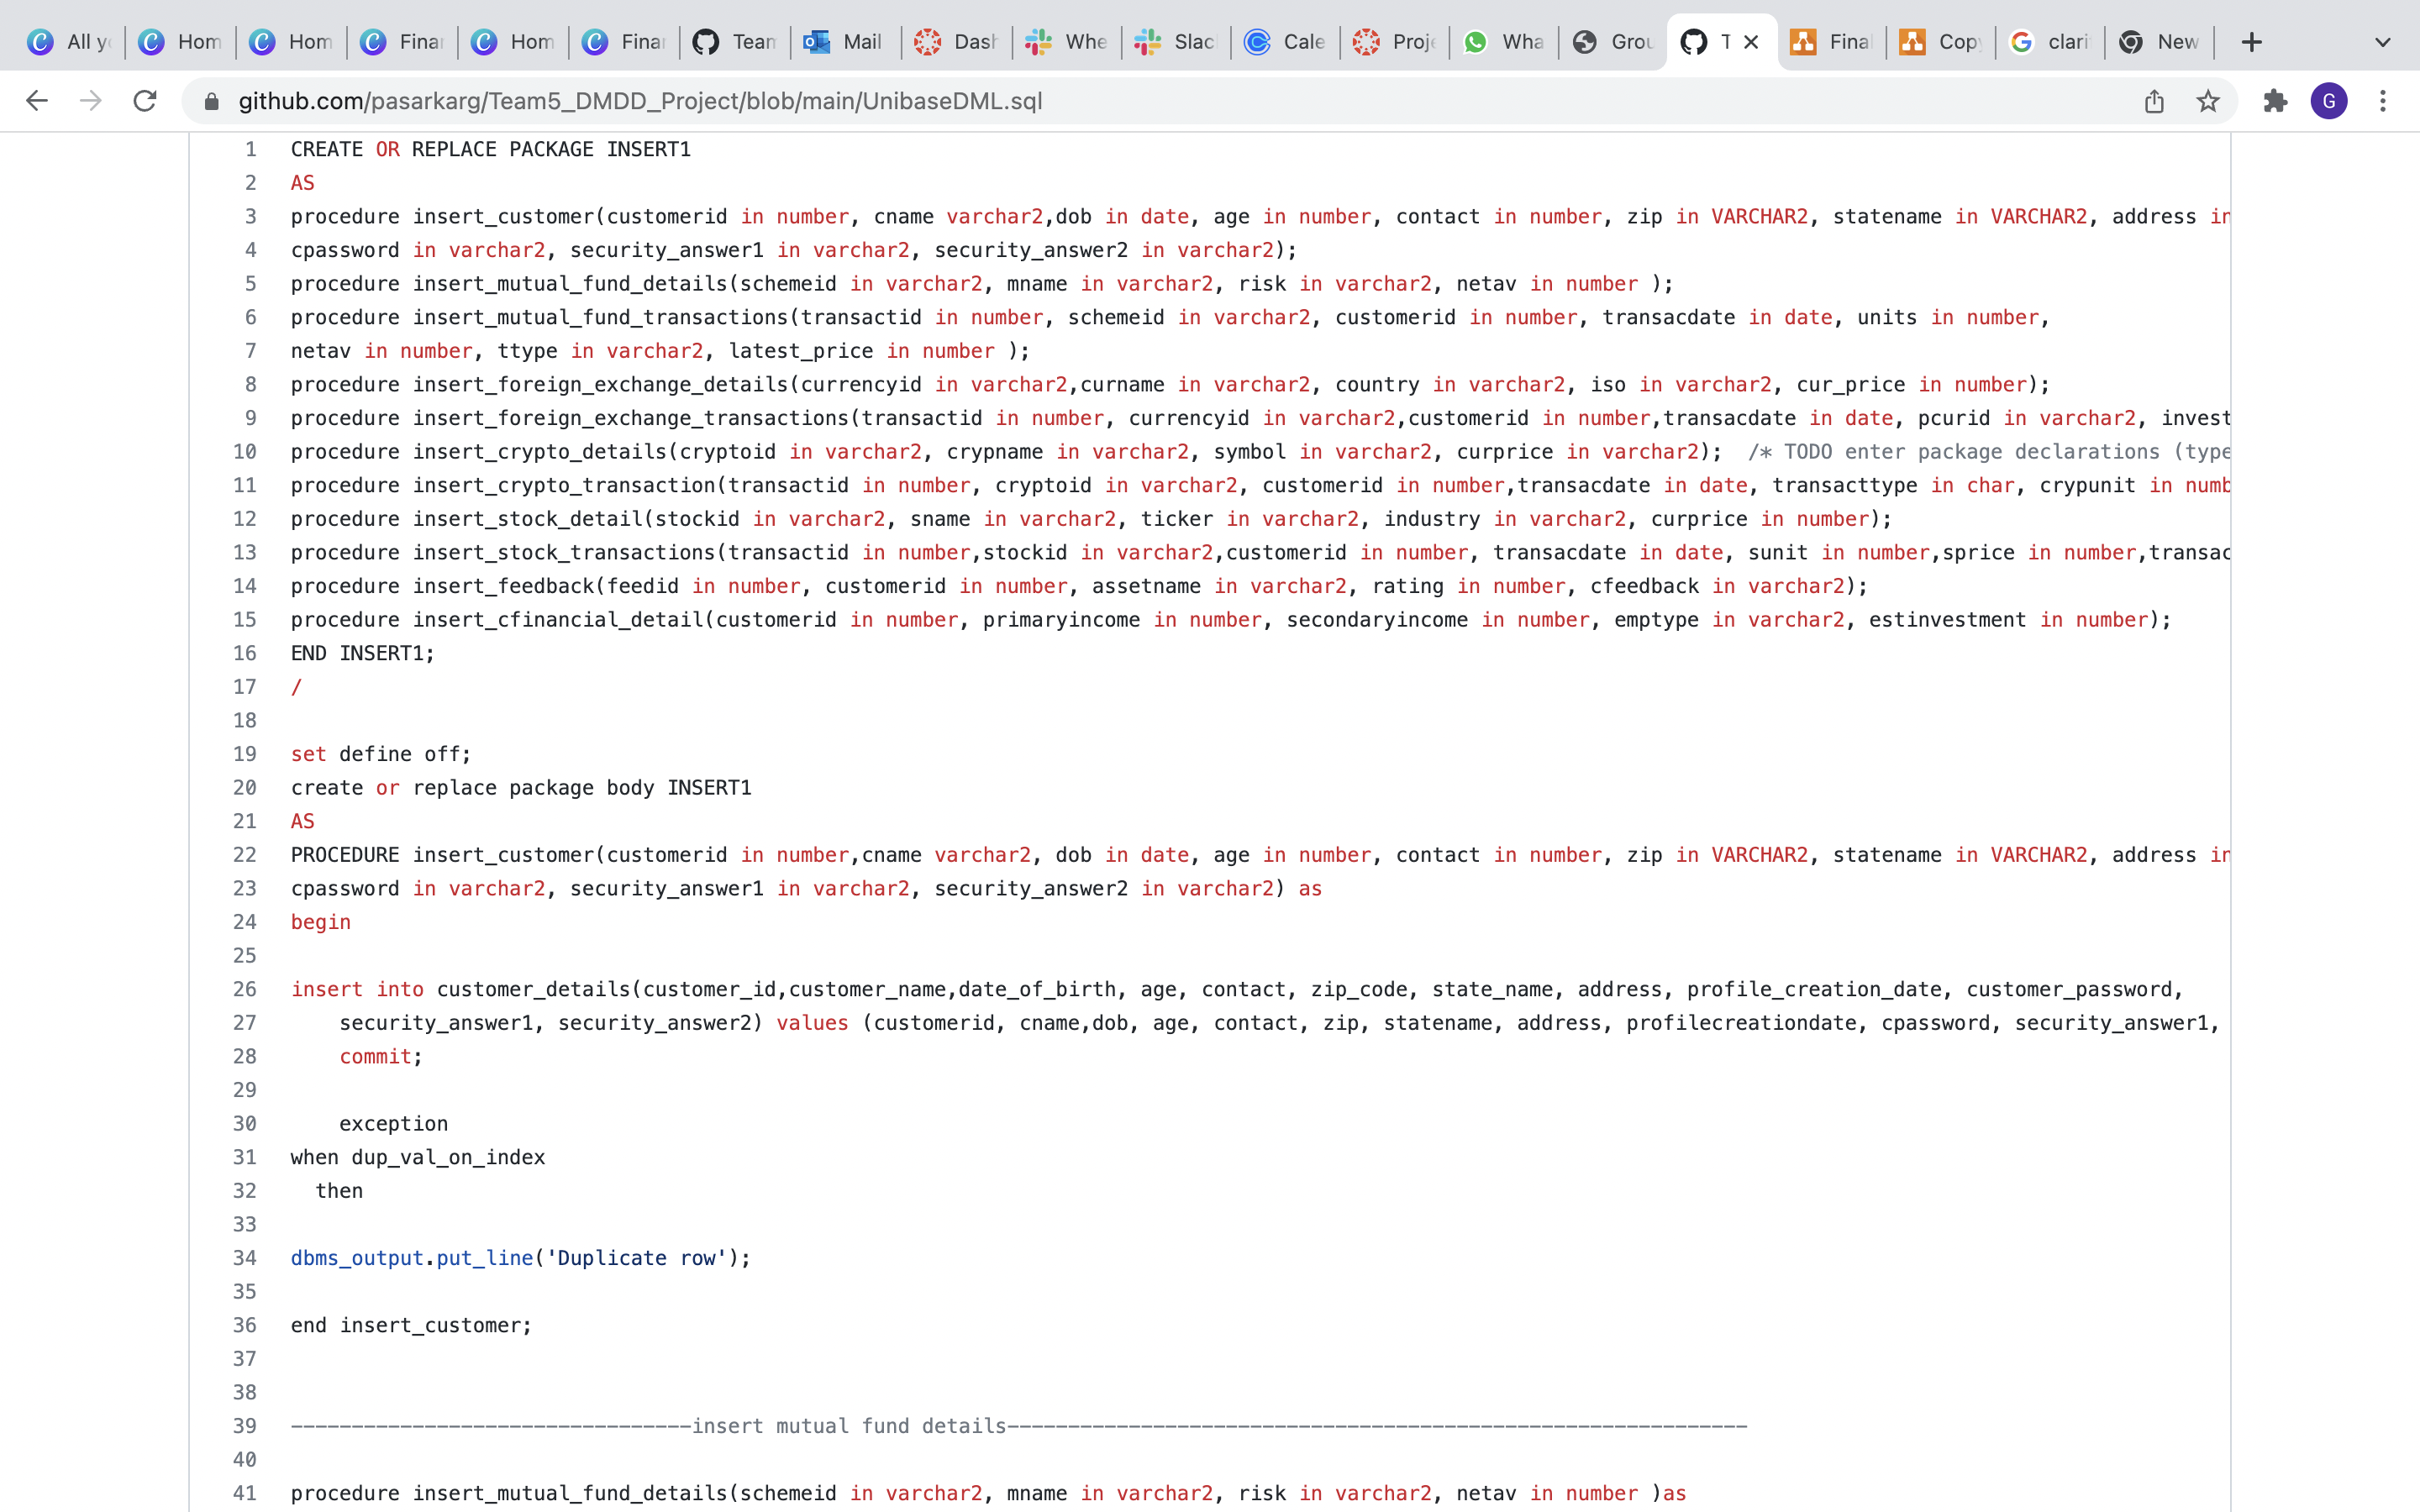 All y Hom Hom Finar Hom Finar Team Mail Dash Whe Slac Cale Proje Wha Grou T Final Copy clari New
github.com/pasarkarg/Team5_DMDD_Project/blob/main/UnibaseDML.sql
G
1 CREATE OR REPLACE PACKAGE INSERT1
2 AS
3 procedure insert_customer(customerid in number, cname varchar2,dob in date, age in number, contact in number, zip in VARCHAR2, statename in VARCHAR2, address in
4 cpassword in varchar2, security_answer1 in varchar2, security_answer2 in varchar2);
5 procedure insert_mutual_fund_details(schemeid in varchar2, mname in varchar2, risk in varchar2, netav in number );
6 procedure insert_mutual_fund_transactions(transactid in number, schemeid in varchar2, customerid in number, transacdate in date, units in number,
7 netav in number, ttype in varchar2, latest_price in number );
8 procedure insert_foreign_exchange_details(currencyid in varchar2,curname in varchar2, country in varchar2, iso in varchar2, cur_price in number);
9 procedure insert_foreign_exchange_transactions(transactid in number, currencyid in varchar2,customerid in number,transacdate in date, pcurid in varchar2, invest
10 procedure insert_crypto_details(cryptoid in varchar2, crypname in varchar2, symbol in varchar2, curprice in varchar2);  /* TODO enter package declarations (type
11 procedure insert_crypto_transaction(transactid in number, cryptoid in varchar2, customerid in number,transacdate in date, transacttype in char, crypunit in numb
12 procedure insert_stock_detail(stockid in varchar2, sname in varchar2, ticker in varchar2, industry in varchar2, curprice in number);
13 procedure insert_stock_transactions(transactid in number,stockid in varchar2,customerid in number, transacdate in date, sunit in number,sprice in number,transac
14 procedure insert_feedback(feedid in number, customerid in number, assetname in varchar2, rating in number, cfeedback in varchar2);
15 procedure insert_cfinancial_detail(customerid in number, primaryincome in number, secondaryincome in number, emptype in varchar2, estinvestment in number);
16 END INSERT1;
17 /
18
19 set define off;
20 create or replace package body INSERT1
21 AS
22 PROCEDURE insert_customer(customerid in number,cname varchar2, dob in date, age in number, contact in number, zip in VARCHAR2, statename in VARCHAR2, address in
23 cpassword in varchar2, security_answer1 in varchar2, security_answer2 in varchar2) as
24 begin
25
26 insert into customer_details(customer_id,customer_name,date_of_birth, age, contact, zip_code, state_name, address, profile_creation_date, customer_password,
27     security_answer1, security_answer2) values (customerid, cname,dob, age, contact, zip, statename, address, profilecreationdate, cpassword, security_answer1,
28     commit;
29
30     exception
31 when dup_val_on_index
32   then
33
34 dbms_output.put_line('Duplicate row');
35
36 end insert_customer;
37
38
39 ---------------------------------insert mutual fund details-------------------------------------------------------------
40
41 procedure insert_mutual_fund_details(schemeid in varchar2, mname in varchar2, risk in varchar2, netav in number )as